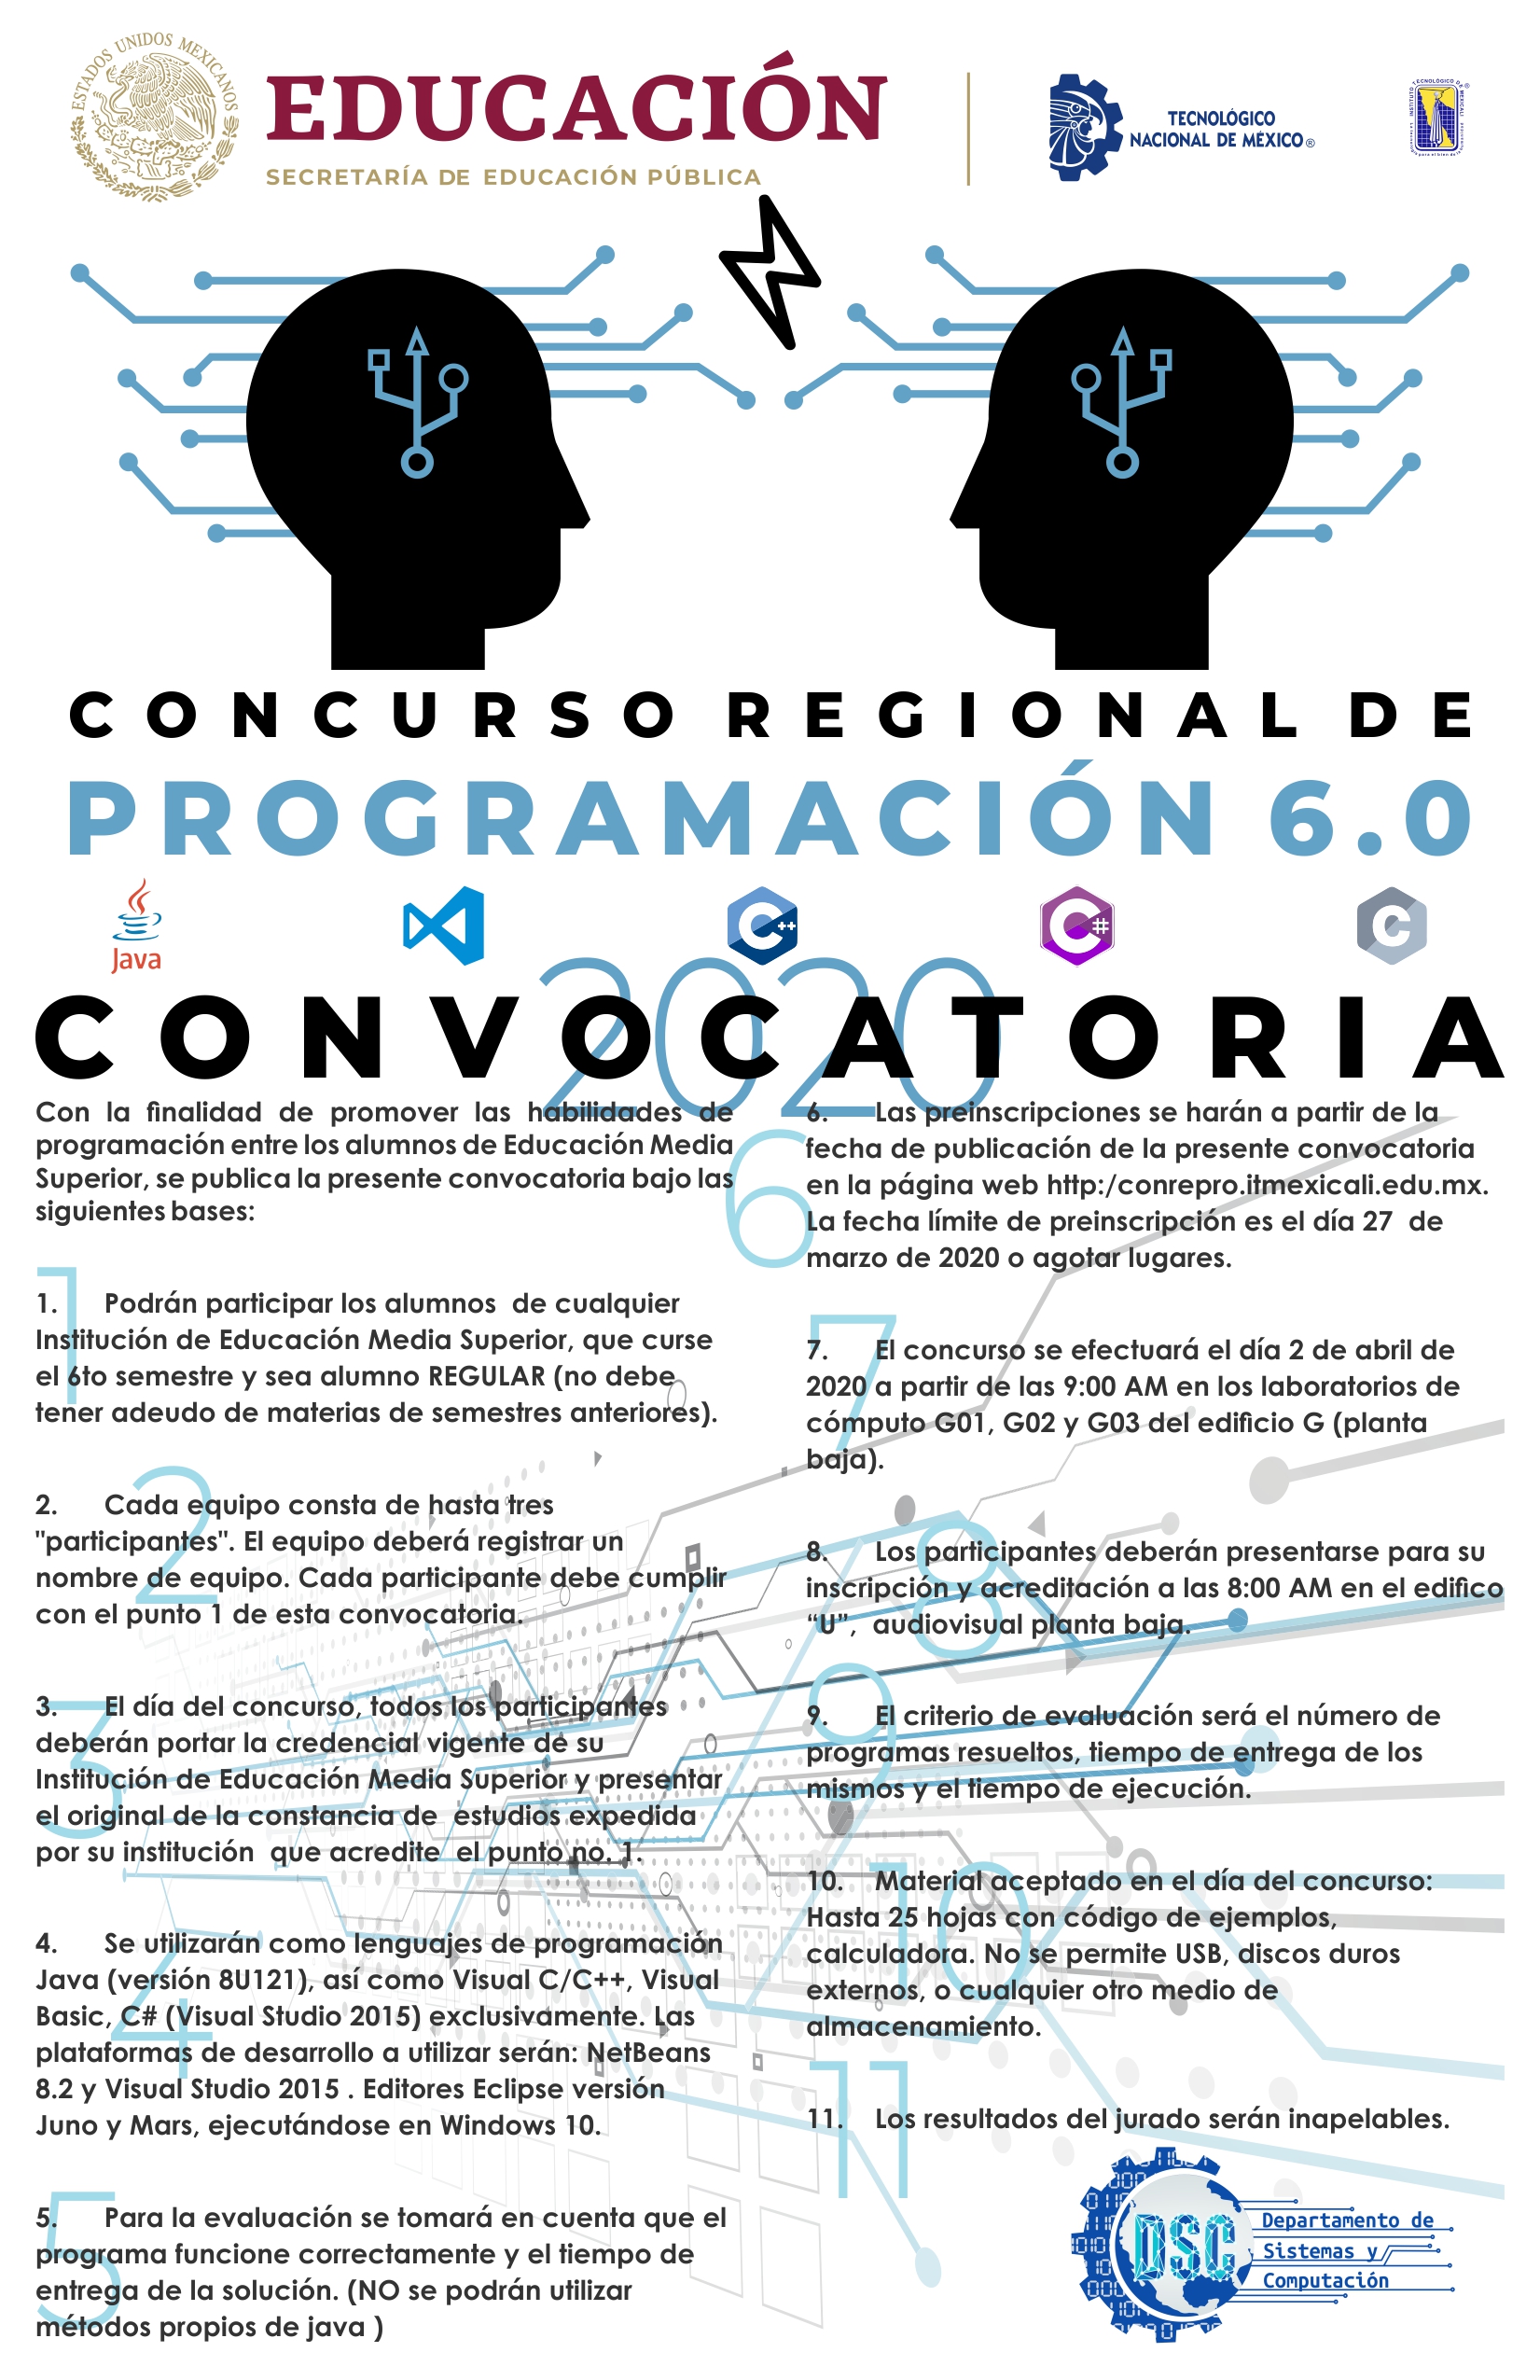 ESTADOS UNIDOS MEXICANOS
EDUCACIÓN
SECRETARÍA DE EDUCACIÓN PÚBLICA
TECNOLÓGICO
NACIONAL DE MÉXICO®
CONCURSO REGIONAL DE
PROGRAMACIÓN 6.0
Java
C++
C#
C
2020
CONVOCATORIA
Con la finalidad de promover las habilidades de
programación entre los alumnos de Educación Media
Superior, se publica la presente convocatoria bajo las
siguientes bases:
1
1. Podrán participar los alumnos de cualquier
Institución de Educación Media Superior, que curse
el 6to semestre y sea alumno REGULAR (no debe
tener adeudo de materias de semestres anteriores).
2
2. Cada equipo consta de hasta tres
"participantes". El equipo deberá registrar un
nombre de equipo. Cada participante debe cumplir
con el punto 1 de esta convocatoria.
3
3. El día del concurso, todos los participantes
deberán portar la credencial vigente de su
Institución de Educación Media Superior y presentar
el original de la constancia de estudios expedida
por su institución que acredite el punto no. 1.
4
4. Se utilizarán como lenguajes de programación
Java (versión 8U121), así como Visual C/C++, Visual
Basic, C# (Visual Studio 2015) exclusivamente. Las
plataformas de desarrollo a utilizar serán: NetBeans
8.2 y Visual Studio 2015 . Editores Eclipse versión
Juno y Mars, ejecutándose en Windows 10.
5
5. Para la evaluación se tomará en cuenta que el
programa funcione correctamente y el tiempo de
entrega de la solución. (NO se podrán utilizar
métodos propios de java )
6
6. Las preinscripciones se harán a partir de la
fecha de publicación de la presente convocatoria
en la página web http:/conrepro.itmexicali.edu.mx.
La fecha límite de preinscripción es el día 27 de
marzo de 2020 o agotar lugares.
7
7. El concurso se efectuará el día 2 de abril de
2020 a partir de las 9:00 AM en los laboratorios de
cómputo G01, G02 y G03 del edificio G (planta
baja).
8
8. Los participantes deberán presentarse para su
inscripción y acreditación a las 8:00 AM en el edifico
“U”, audiovisual planta baja.
9
9. El criterio de evaluación será el número de
programas resueltos, tiempo de entrega de los
mismos y el tiempo de ejecución.
10
10. Material aceptado en el día del concurso:
Hasta 25 hojas con código de ejemplos,
calculadora. No se permite USB, discos duros
externos, o cualquier otro medio de
almacenamiento.
11
11. Los resultados del jurado serán inapelables.
DSC
Departamento de
Sistemas y
Computación